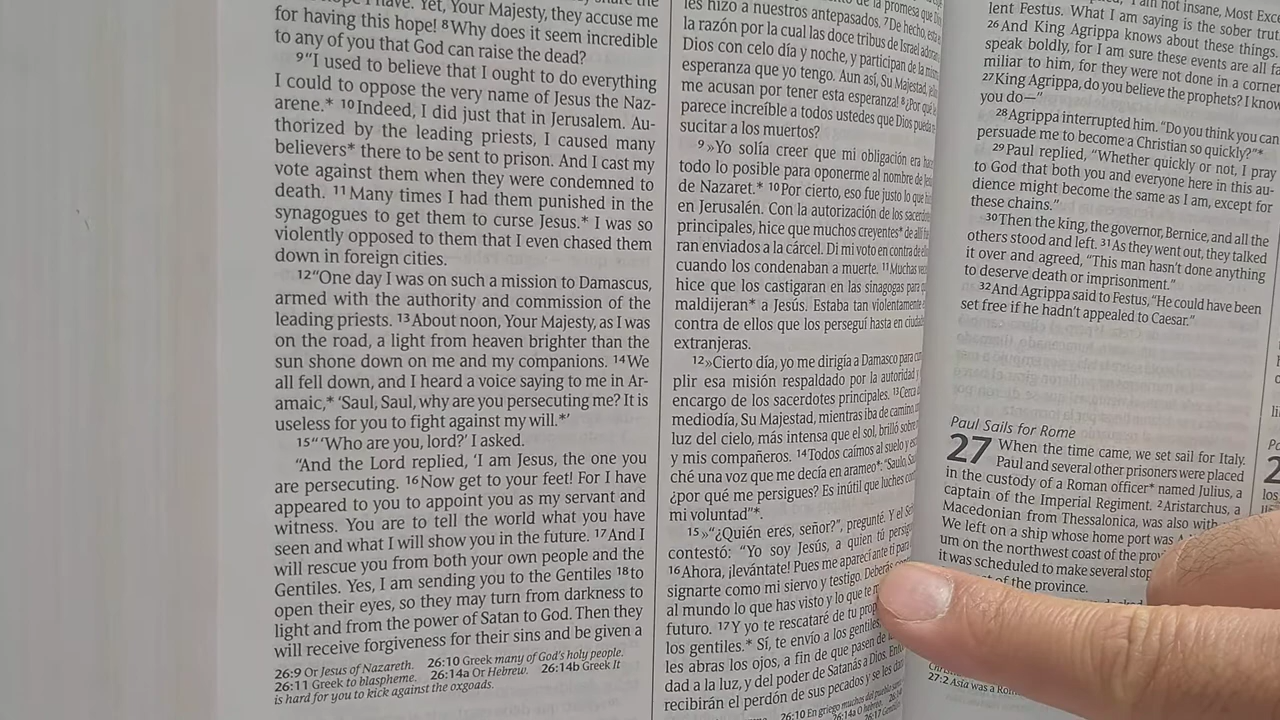 I have. Yet, Your Majesty, they accuse me
for having this hope! 8Why does it seem incredible
to any of you that God can raise the dead?
9“I used to believe that I ought to do everything
I could to oppose the very name of Jesus the Naz-
arene.* 10Indeed, I did just that in Jerusalem. Au-
thorized by the leading priests, I caused many
believers* there to be sent to prison. And I cast my
vote against them when they were condemned to
death. 11Many times I had them punished in the
synagogues to get them to curse Jesus.* I was so
violently opposed to them that I even chased them
down in foreign cities.
12“One day I was on such a mission to Damascus,
armed with the authority and commission of the
leading priests. 13About noon, Your Majesty, as I was
on the road, a light from heaven brighter than the
sun shone down on me and my companions. 14We
all fell down, and I heard a voice saying to me in Ar-
amaic,* ‘Saul, Saul, why are you persecuting me? It is
useless for you to fight against my will.*’
15“‘Who are you, lord?’ I asked.
“And the Lord replied, ‘I am Jesus, the one you
are persecuting. 16Now get to your feet! For I have
appeared to you to appoint you as my servant and
witness. You are to tell the world what you have
seen and what I will show you in the future. 17And I
will rescue you from both your own people and the
Gentiles. Yes, I am sending you to the Gentiles 18to
open their eyes, so they may turn from darkness to
light and from the power of Satan to God. Then they
will receive forgiveness for their sins and be given a
26:9 Or Jesus of Nazareth. 26:10 Greek many of God’s holy people.
26:11 Greek to blaspheme. 26:14a Or Hebrew. 26:14b Greek It
is hard for you to kick against the oxgoads.
de la promesa que
les hizo a nuestros antepasados. 7De hecho,
la razón por la cual las doce tribus de Israel
Dios con celo día y noche, y participan de la
esperanza que yo tengo. Aun así, Su Majestad,
me acusan por tener esta esperanza! 8¿Por qué
parece increíble a todos ustedes que Dios
sucitar a los muertos?
9»Yo solía creer que mi obligación era
todo lo posible para oponerme al nombre de
de Nazaret.* 10Por cierto, eso fue justo lo que
en Jerusalén. Con la autorización de los
principales, hice que muchos creyentes* de allí
ran enviados a la cárcel. Di mi voto en contra de
cuando los condenaban a muerte. 11Muchas
hice que los castigaran en las sinagogas para
maldijeran* a Jesús. Estaba tan violentamente
contra de ellos que los perseguí hasta en
extranjeras.
12»Cierto día, yo me dirigía a Damasco para
plir esa misión respaldado por la autoridad
encargo de los sacerdotes principales. 13Cerca
mediodía, Su Majestad, mientras iba de camino,
luz del cielo, más intensa que el sol, brilló sobre
y mis compañeros. 14Todos caímos al suelo y
ché una voz que me decía en arameo*: “Saulo,
¿por qué me persigues? Es inútil que luches
mi voluntad”*.
15»“¿Quién eres, señor?”, pregunté. Y el
contestó: “Yo soy Jesús, a quien tú
16Ahora, ¡levántate! Pues me aparecí ante ti para
signarte como mi siervo y testigo. Deberás
al mundo lo que has visto y lo que te
futuro. 17Y yo te rescataré de tu
los gentiles.* Sí, te envío a los gentiles,
les abras los ojos, a fin de que pasen de
dad a la luz, y del poder de Satanás a Dios.
recibirán el perdón de sus pecados y se les
26:10 En griego muchos del
26:14a O hebreo.
not insane, Most
lent Festus. What I am saying is the sober
26And King Agrippa knows about these things.
speak boldly, for I am sure these events are all
miliar to him, for they were not done in a corner
27King Agrippa, do you believe the prophets? I know
you do—”
28Agrippa interrupted him. “Do you think you can
persuade me to become a Christian so quickly?”*
29Paul replied, “Whether quickly or not, I pray
to God that both you and everyone here in this au-
dience might become the same as I am, except for
these chains.”
30Then the king, the governor, Bernice, and all the
others stood and left. 31As they went out, they talked
it over and agreed, “This man hasn’t done anything
to deserve death or imprisonment.”
32And Agrippa said to Festus, “He could have been
set free if he hadn’t appealed to Caesar.”
Paul Sails for Rome
27 When the time came, we set sail for Italy.
Paul and several other prisoners were placed
in the custody of a Roman officer* named Julius, a
captain of the Imperial Regiment. 2Aristarchus, a
Macedonian from Thessalonica, was also with
We left on a ship whose home port was
um on the northwest coast of the
it was scheduled to make several
of the province.
27:2 Asia was a